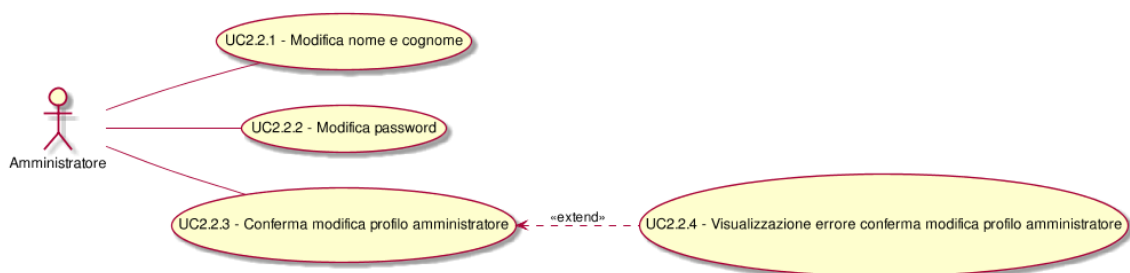 UC2.2.1 - Modifica nome e cognome
UC2.2.2 - Modifica password
Amministratore
UC2.2.3 - Conferma modifica profilo amministratore
«extend»
UC2.2.4 - Visualizzazione errore conferma modifica profilo amministratore